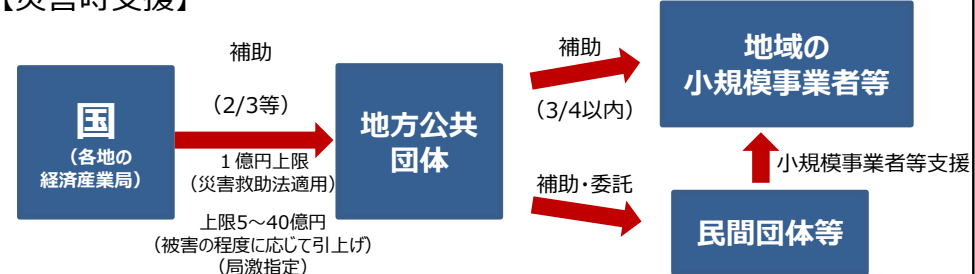 【災害時支援】
国
（各地の
経済産業局）
補助
（2/3等）
１億円上限
（災害救助法適用）
上限5～40億円
（被害の程度に応じて引上げ）
（局激指定）
地方公共
団体
補助
（3/4以内）
補助・委託
地域の
小規模事業者等
小規模事業者等支援
民間団体等